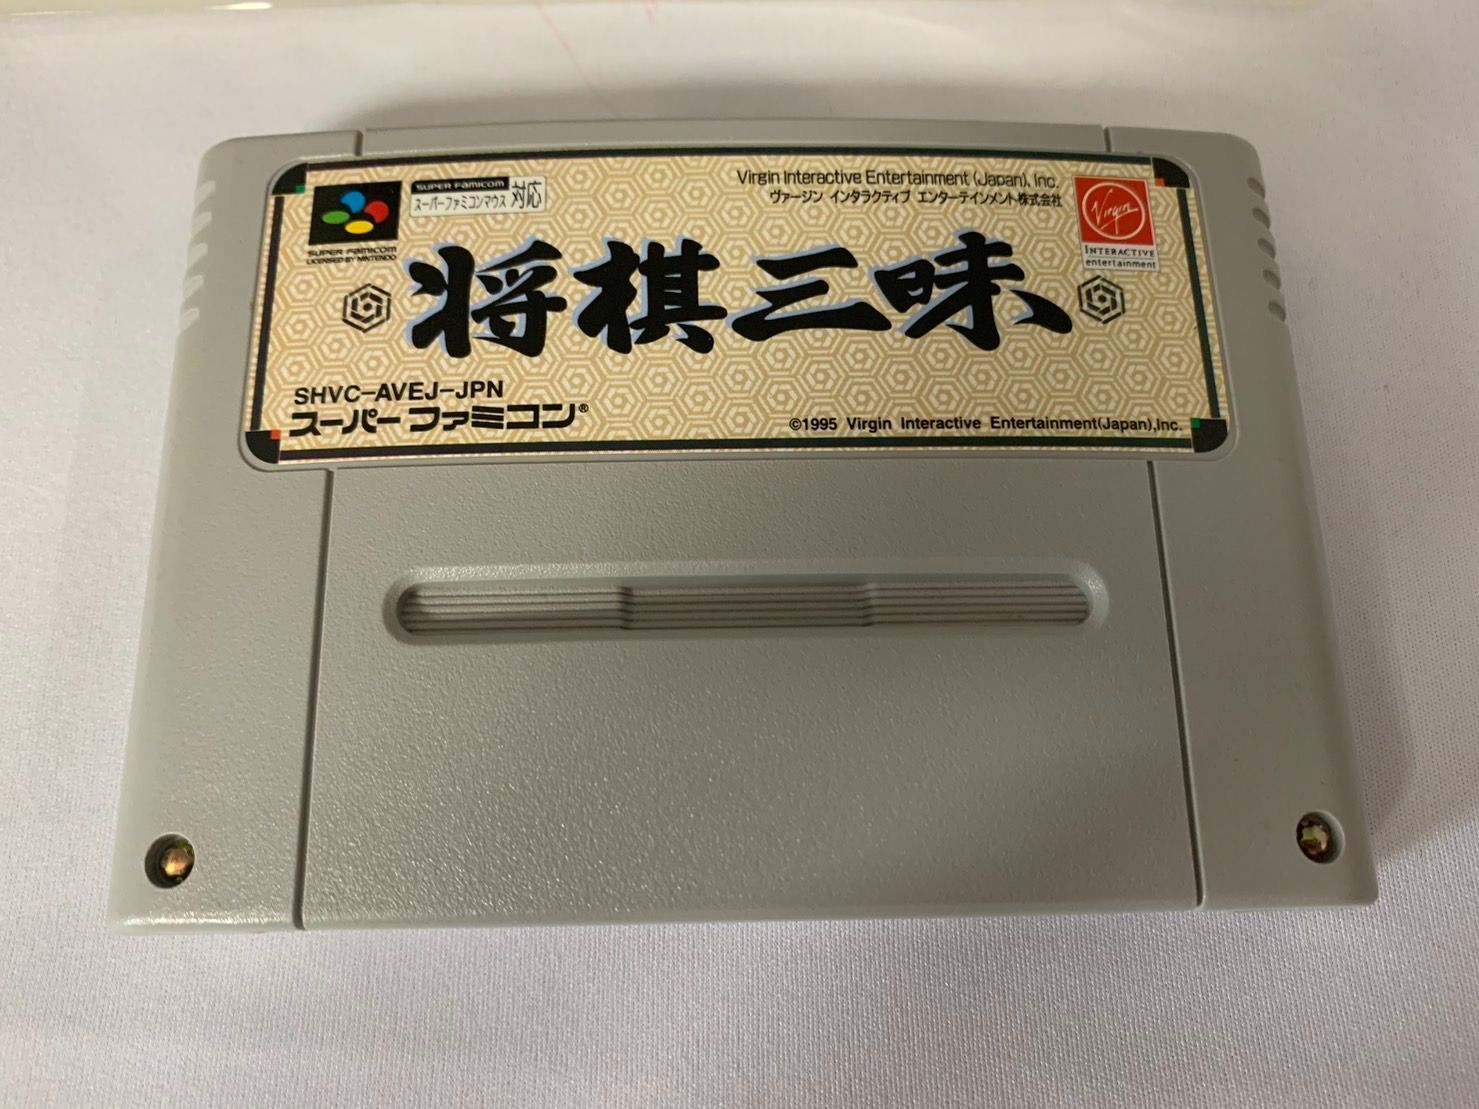 SUPER FAMICOM
スーパーファミコンマウス 対応
Virgin Interactive Entertainment (Japan), Inc.
ヴァージン インタラクティブ エンターテインメント株式会社
Virgin
INTERACTIVE
entertainment
SUPER FAMICOM
LICENSED BY NINTENDO
将棋三昧
SHVC-AVEJ-JPN
スーパーファミコン®
©1995 Virgin Interactive Entertainment(Japan),Inc.